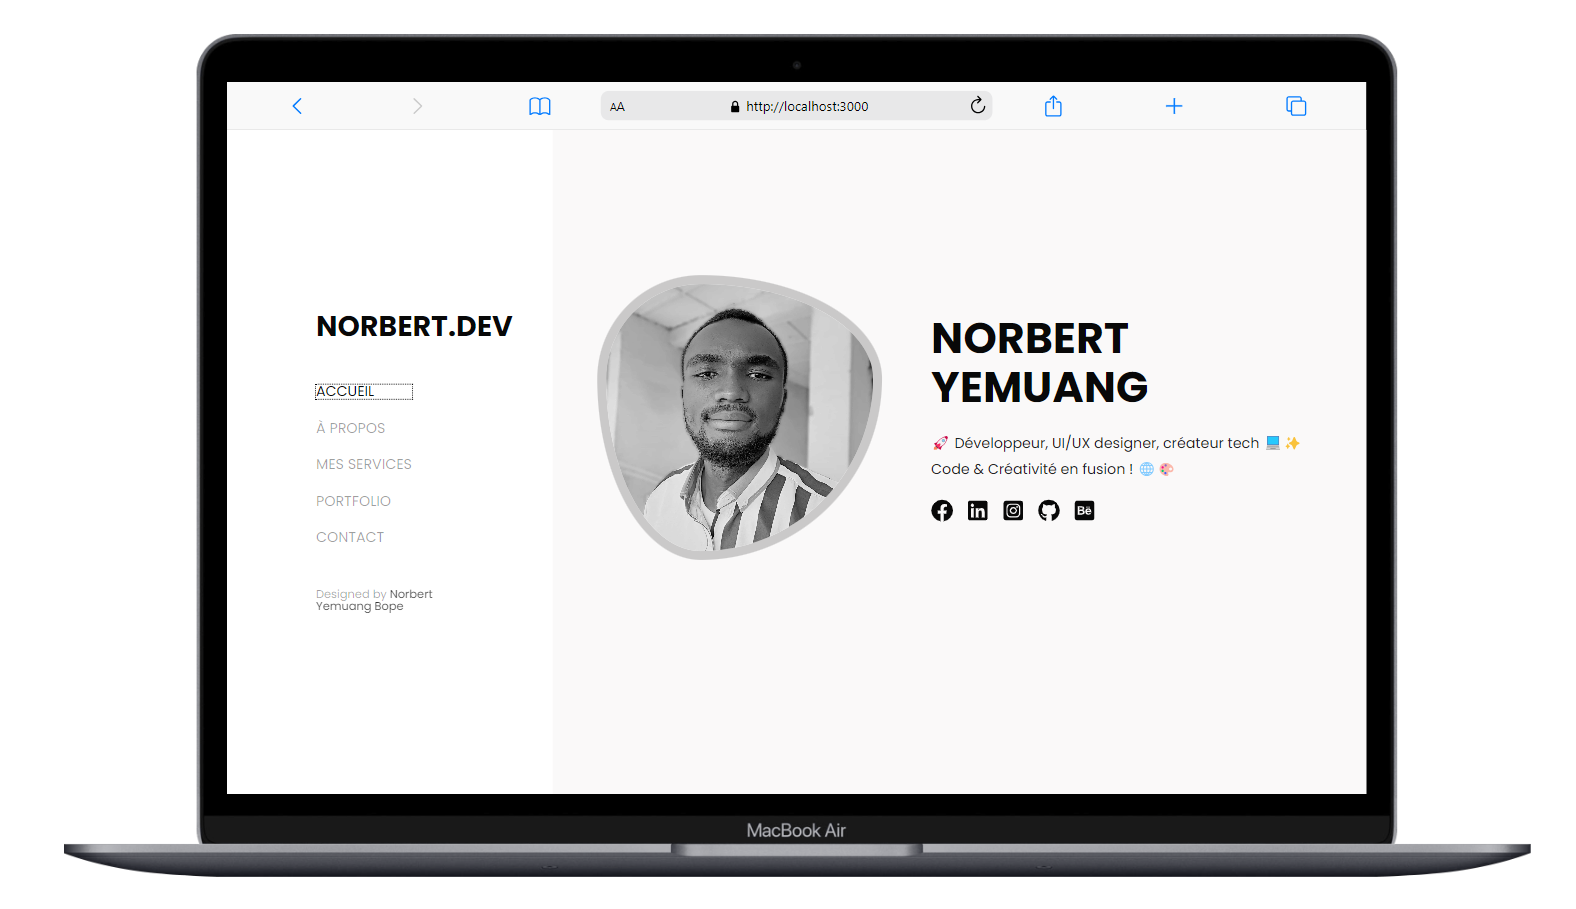 AA
http://localhost:3000
NORBERT.DEV
ACCUEIL
À PROPOS
MES SERVICES
PORTFOLIO
CONTACT
Designed by Norbert
Yemuang Bope
NORBERT
YEMUANG
🚀 Développeur, UI/UX designer, créateur tech 💻 ✨
Code & Créativité en fusion ! 🌐 🎨
in Bē
MacBook Air